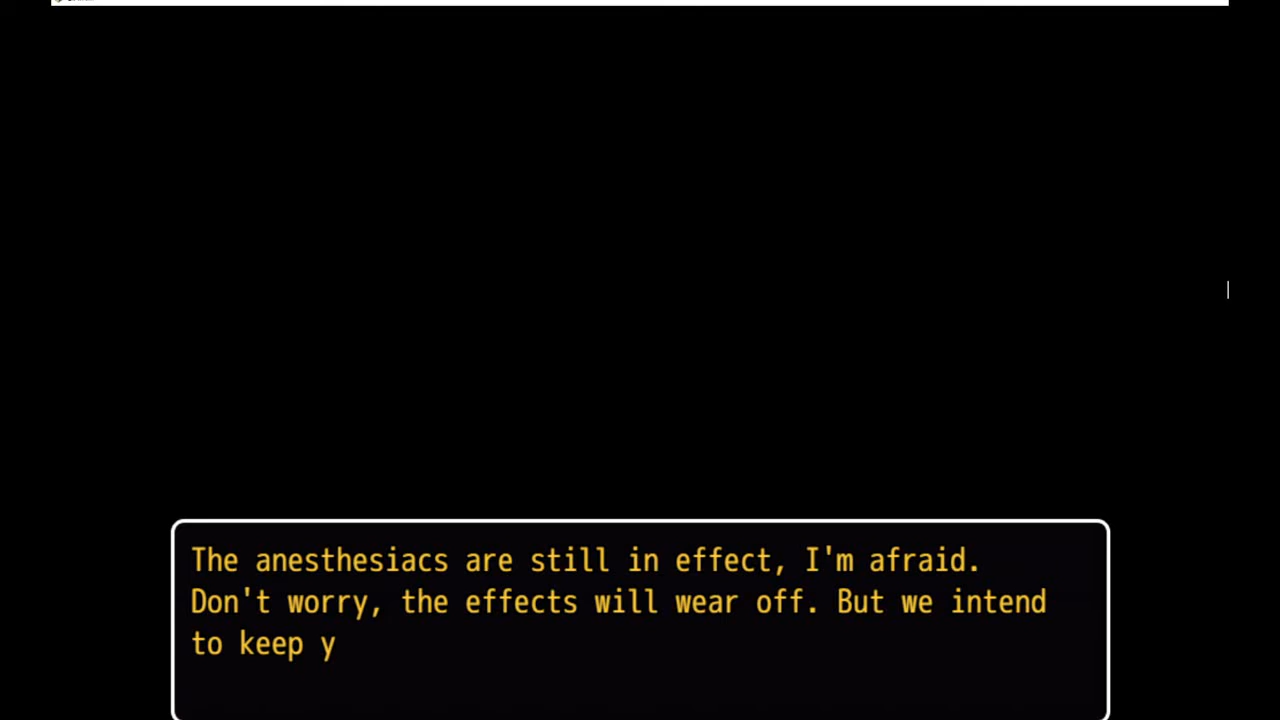 The anesthesiacs are still in effect, I'm afraid.
Don't worry, the effects will wear off. But we intend
to keep y